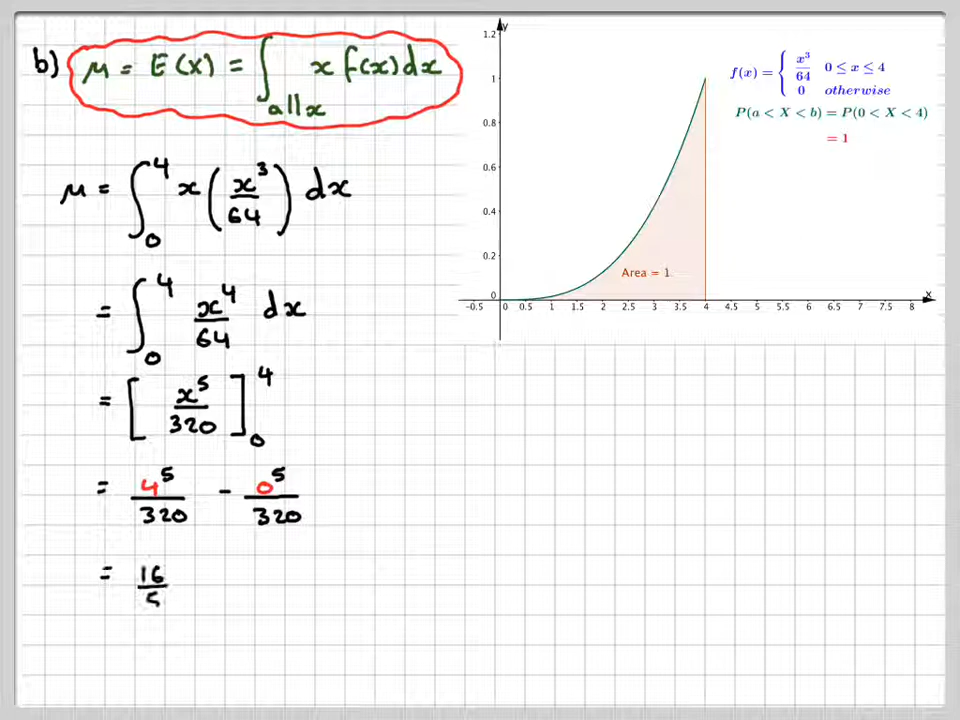 b) μ = E(x) = ∫ all x x f(x) dx
μ = ∫₀⁴ x (x³/64) dx
= ∫₀⁴ x⁴/64 dx
= [x⁵/320]₀⁴
= 4⁵/320 - 0⁵/320
= 16/5
y
1.2
1
0.8
0.6
0.4
0.2
0
-0.5 0 0.5 1 1.5 2 2.5 3 3.5 4 4.5 5 5.5 6 6.5 7 7.5 8
x
Area = 1
f(x) = { x³/64 0 ≤ x ≤ 4
0 otherwise
P(a < X < b) = P(0 < X < 4)
= 1